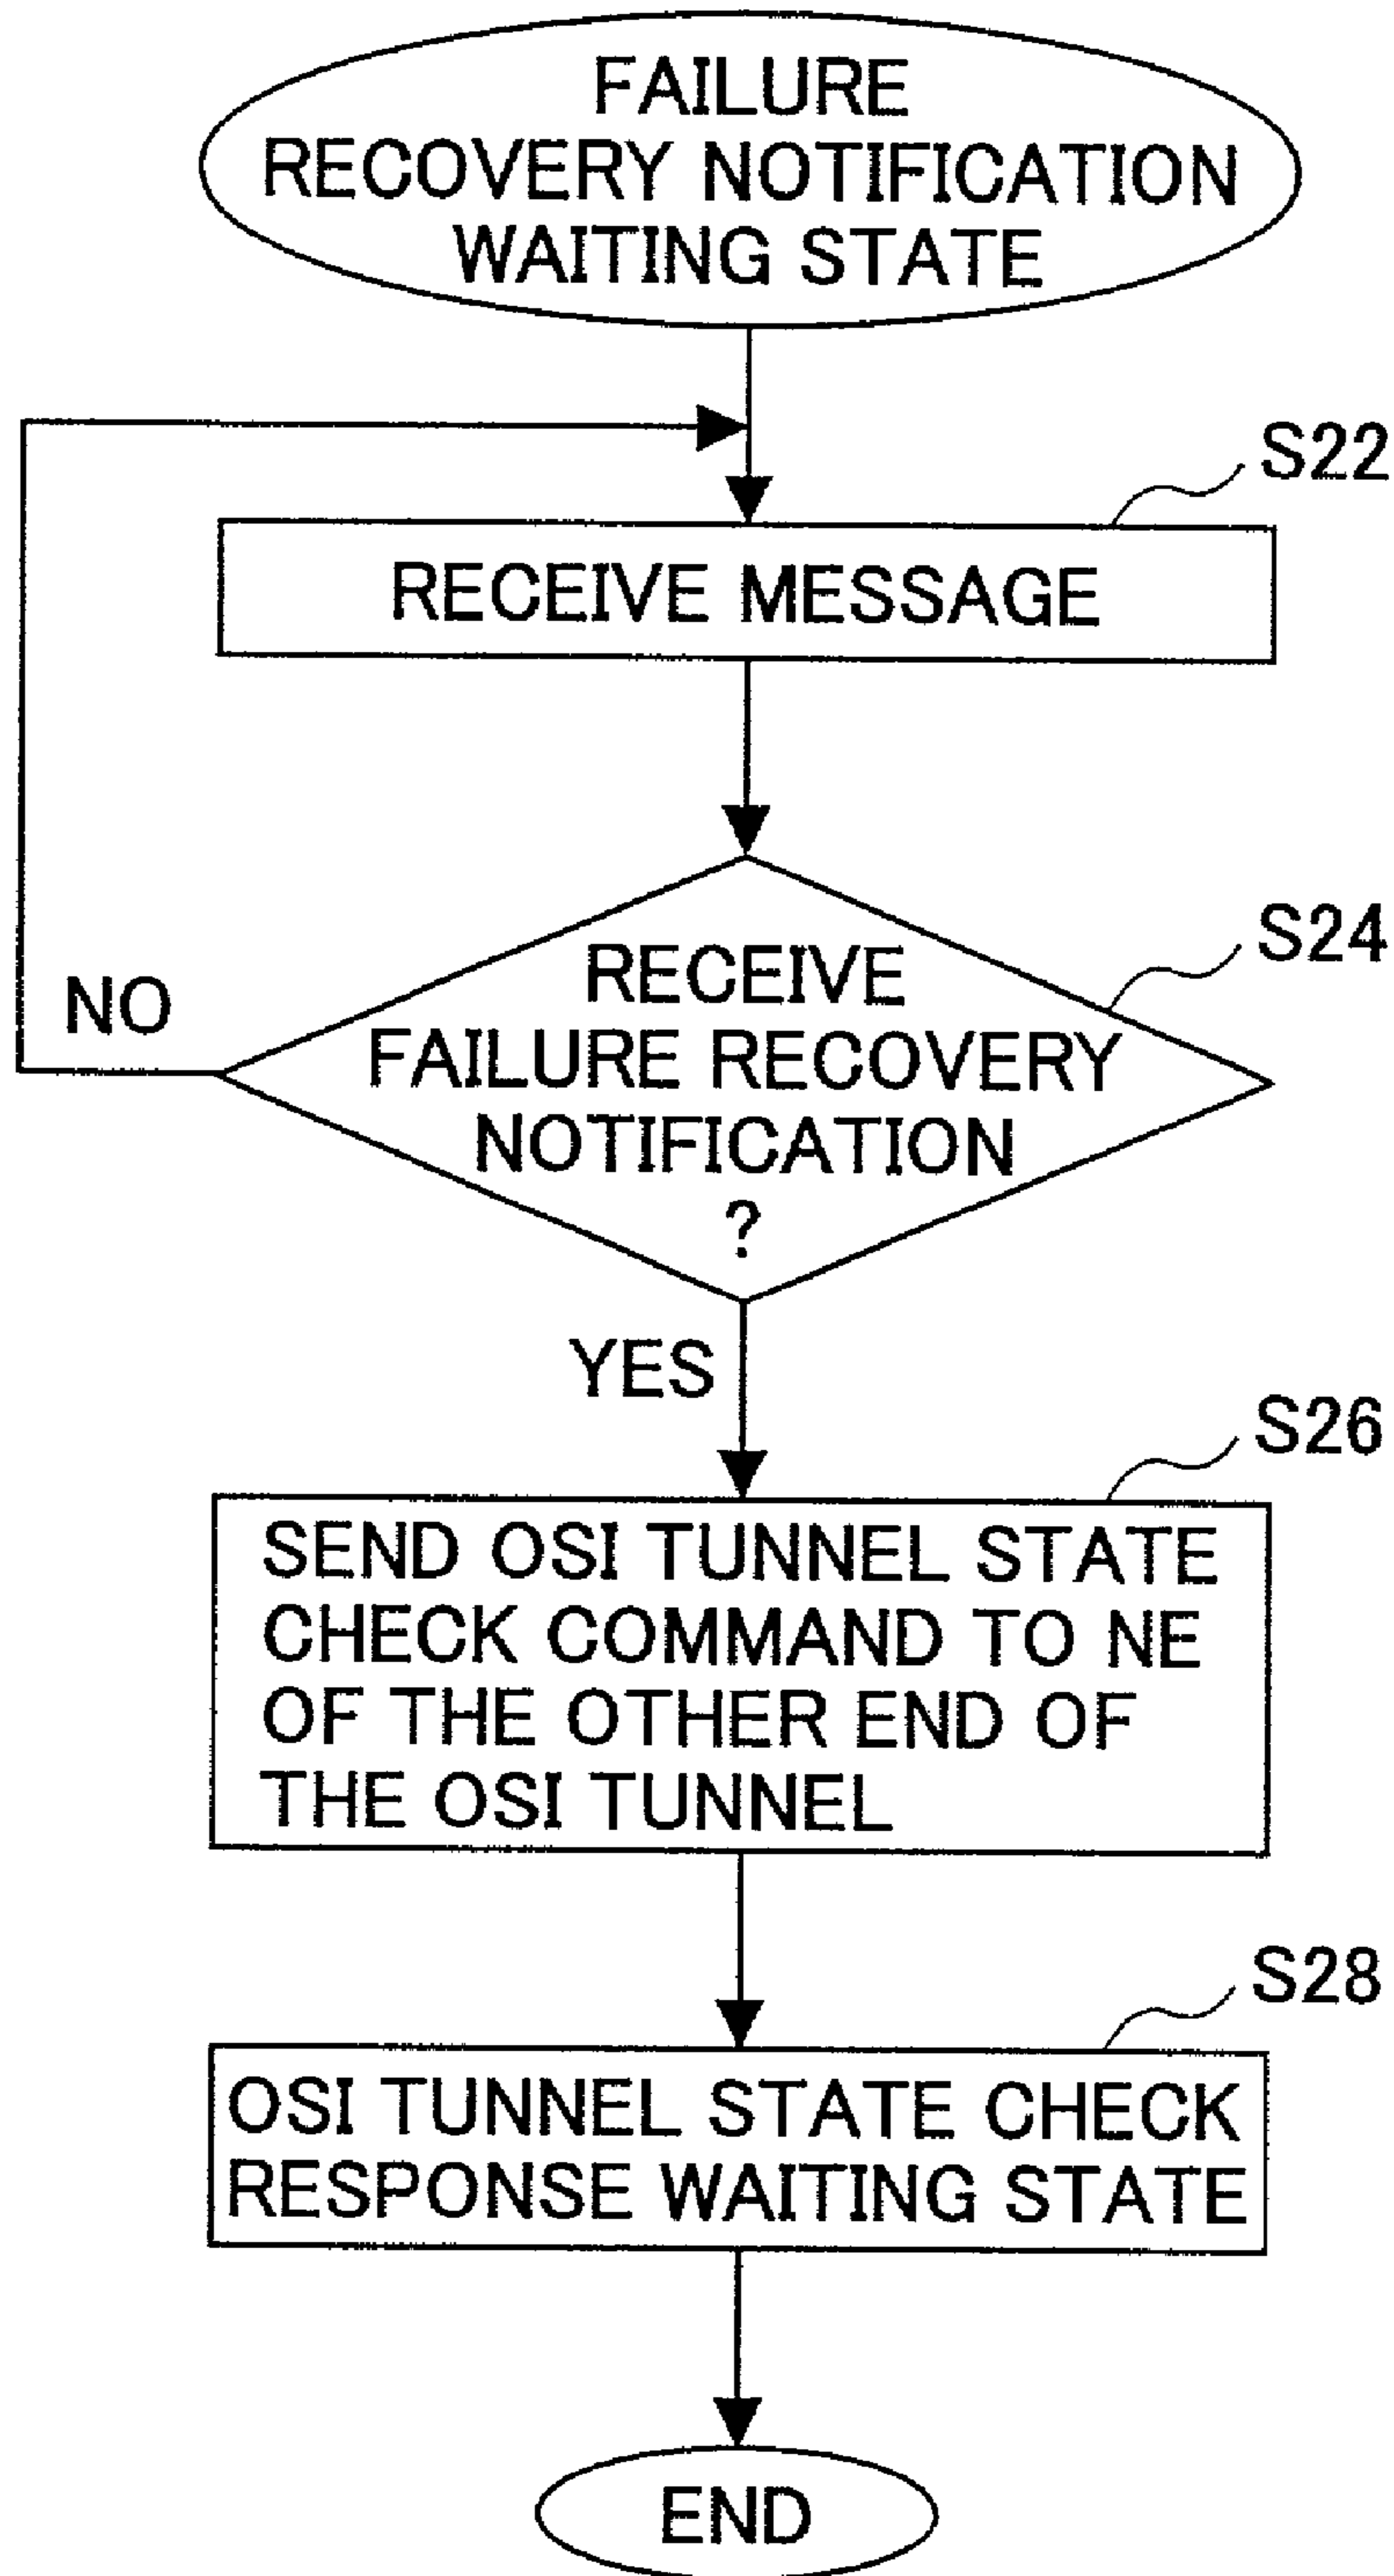 FAILURE
RECOVERY NOTIFICATION
WAITING STATE
S22
RECEIVE MESSAGE
S24
RECEIVE
FAILURE RECOVERY
NOTIFICATION
?
NO
YES
S26
SEND OSI TUNNEL STATE
CHECK COMMAND TO NE
OF THE OTHER END OF
THE OSI TUNNEL
S28
OSI TUNNEL STATE CHECK
RESPONSE WAITING STATE
END